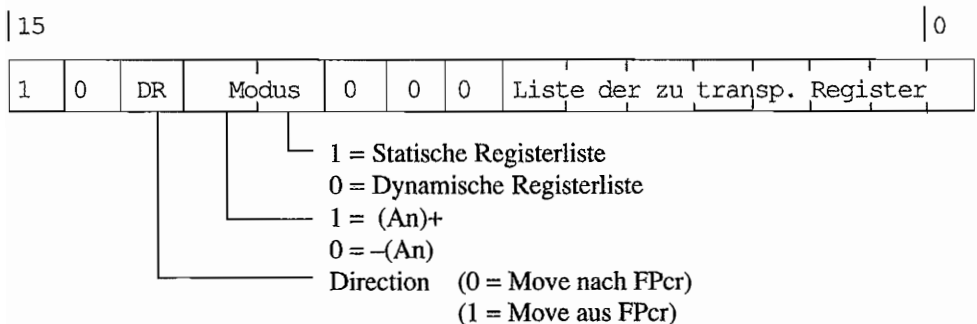 15 0
1 0 DR Modus 0 0 0 Liste der zu transp. Register
1 = Statische Registerliste
0 = Dynamische Registerliste
1 = (An)+
0 = –(An)
Direction (0 = Move nach FPcr)
(1 = Move aus FPcr)